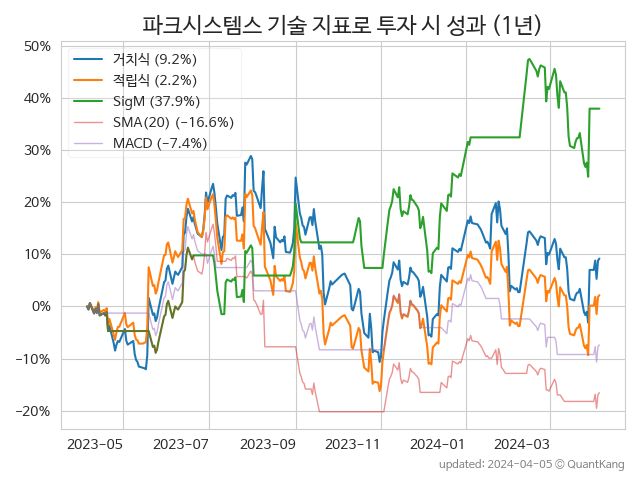 파크시스템스 기술 지표로 투자 시 성과 (1년)
50%
40%
30%
20%
10%
0%
−10%
−20%
거치식 (9.2%)
적립식 (2.2%)
SigM (37.9%)
SMA(20) (−16.6%)
MACD (−7.4%)
2023-05 2023-07 2023-09 2023-11 2024-01 2024-03
updated: 2024-04-05 © QuantKang